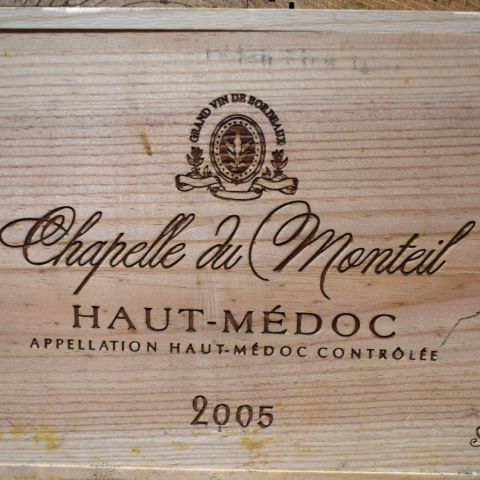 GRAND VIN DE BORDEAUX
Chapelle du Monteil
HAUT-MÉDOC
APPELLATION HAUT-MÉDOC CONTRÔLÉE
2005